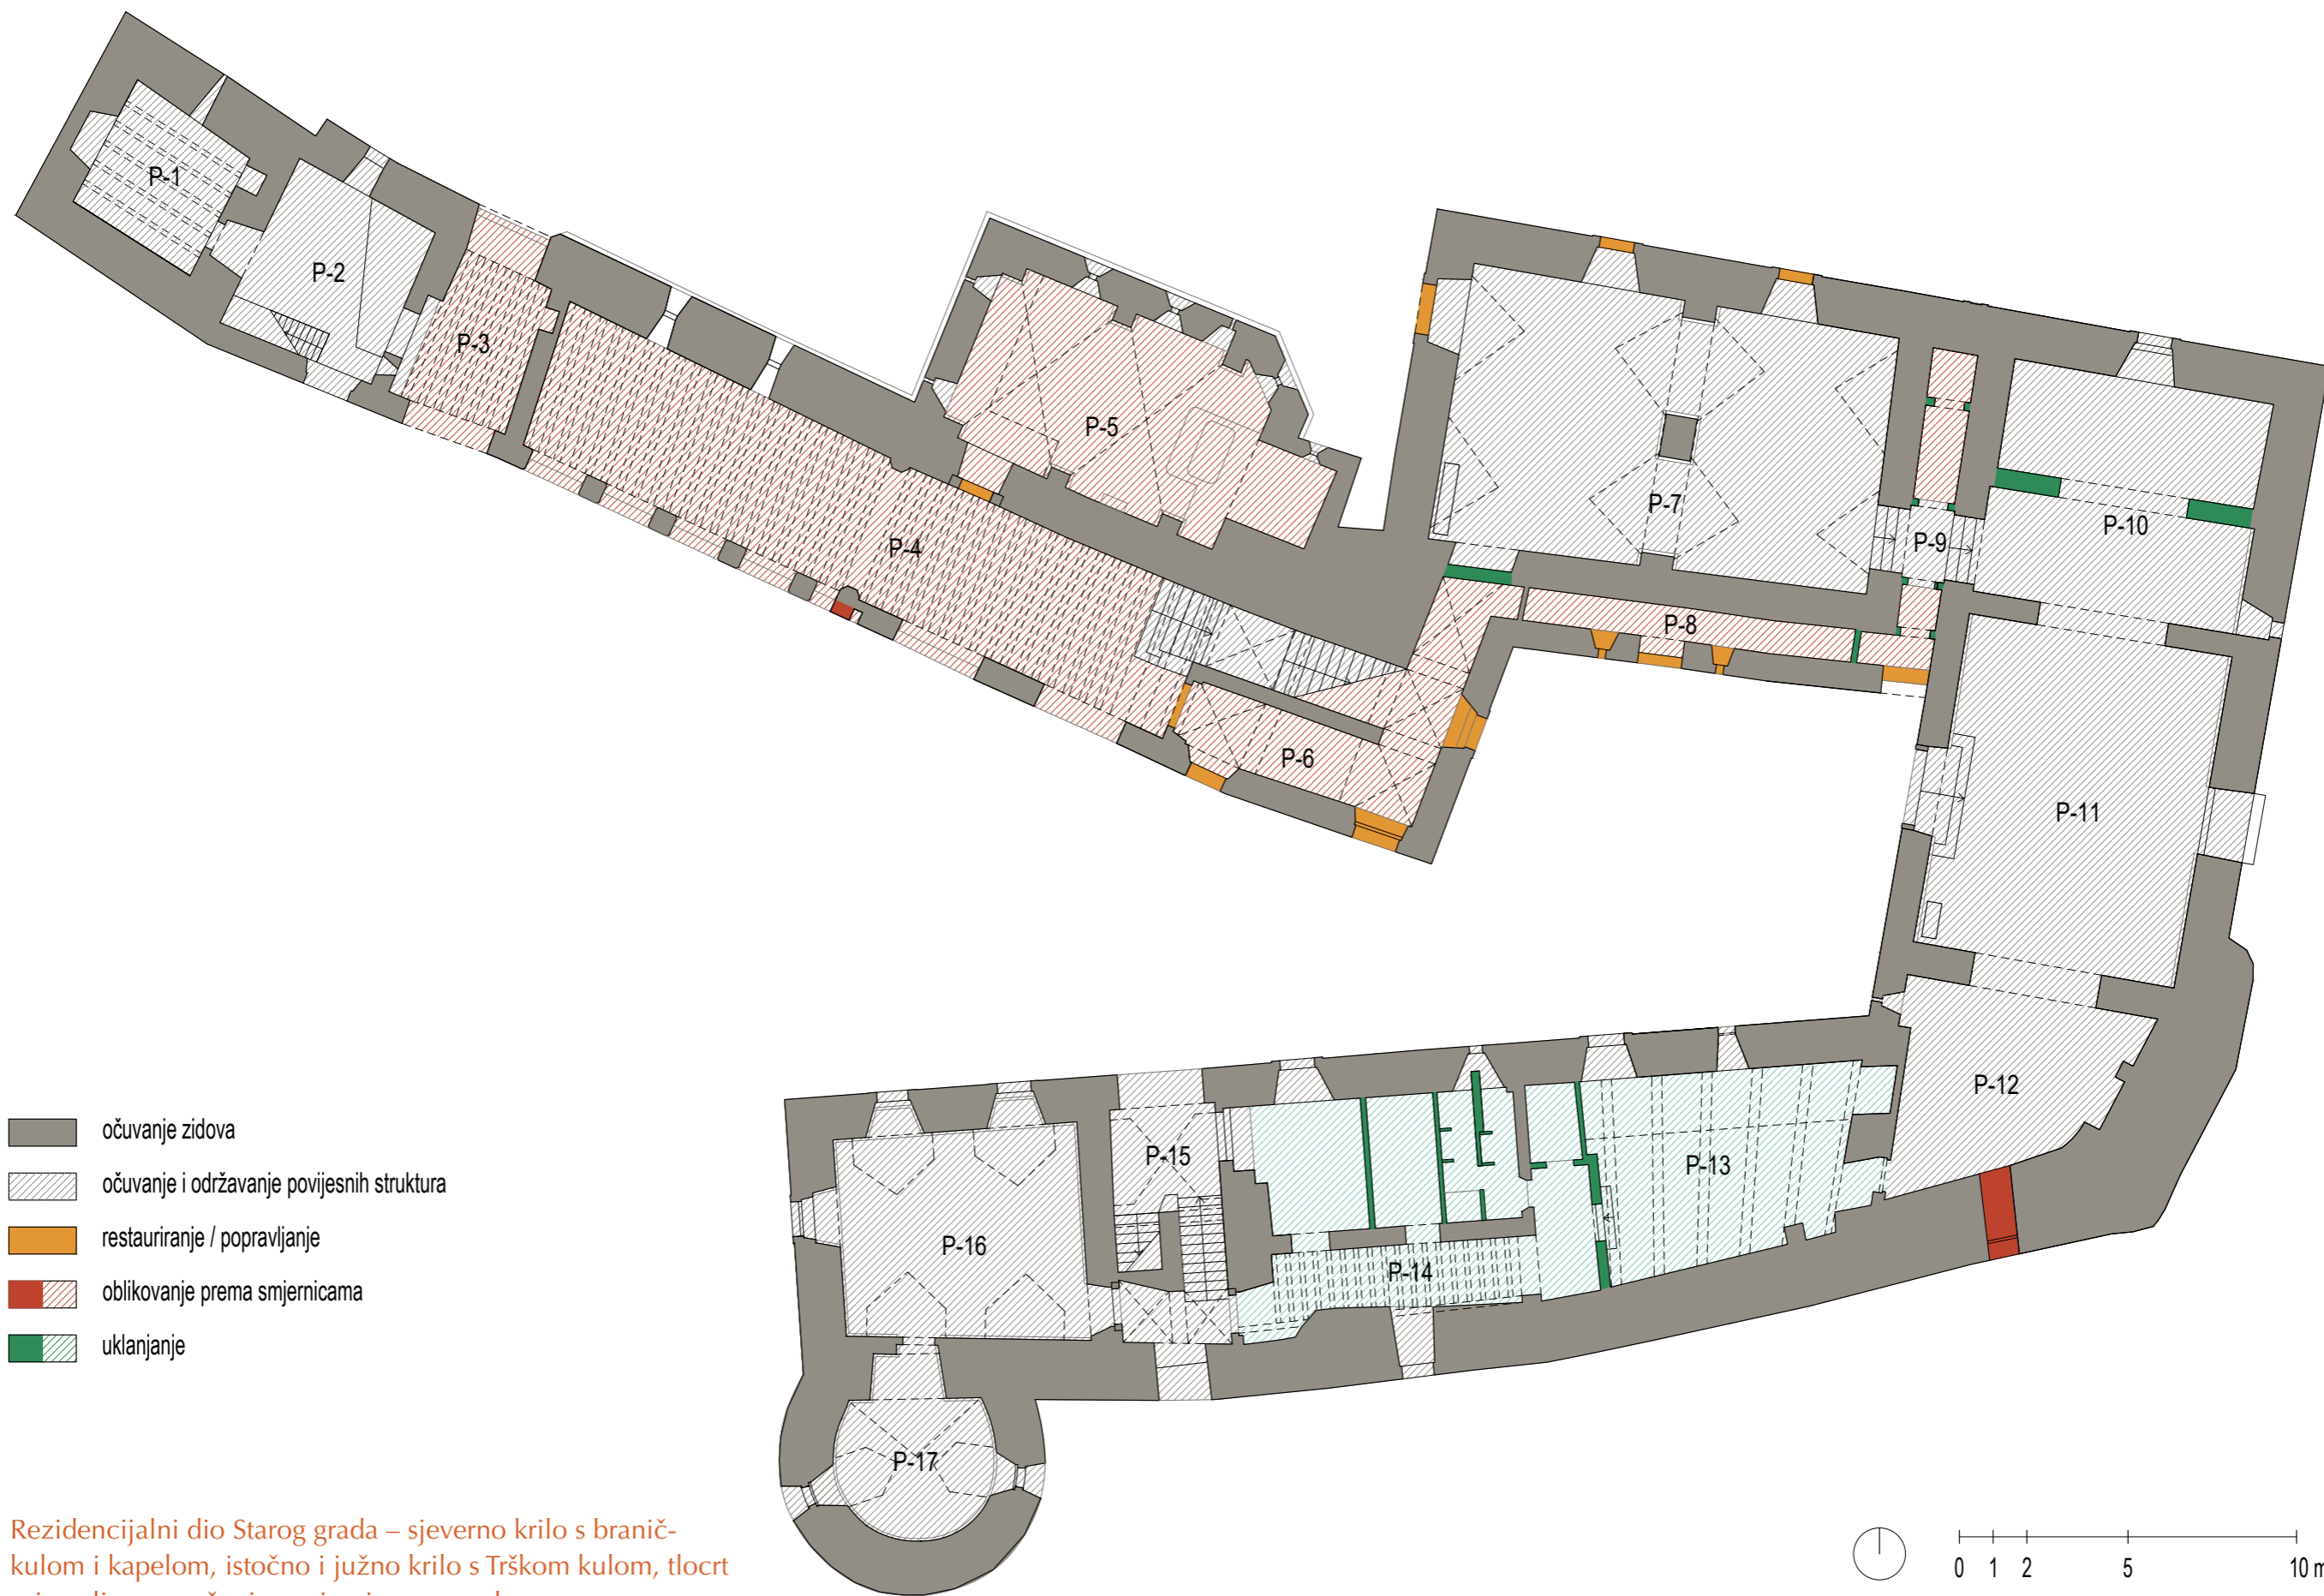 P-1
P-2
P-3
P-4
P-5
P-6
P-7
P-8
P-9
P-10
P-11
P-12
P-13
P-14
P-15
P-16
P-17
očuvanje zidova
očuvanje i održavanje povijesnih struktura
restauriranje / popravljanje
oblikovanje prema smjernicama
uklanjanje
Rezidencijalni dio Starog grada – sjeverno krilo s branič-
kulom i kapelom, istočno i južno krilo s Trškom kulom, tlocrt
0 1 2 5 10 m